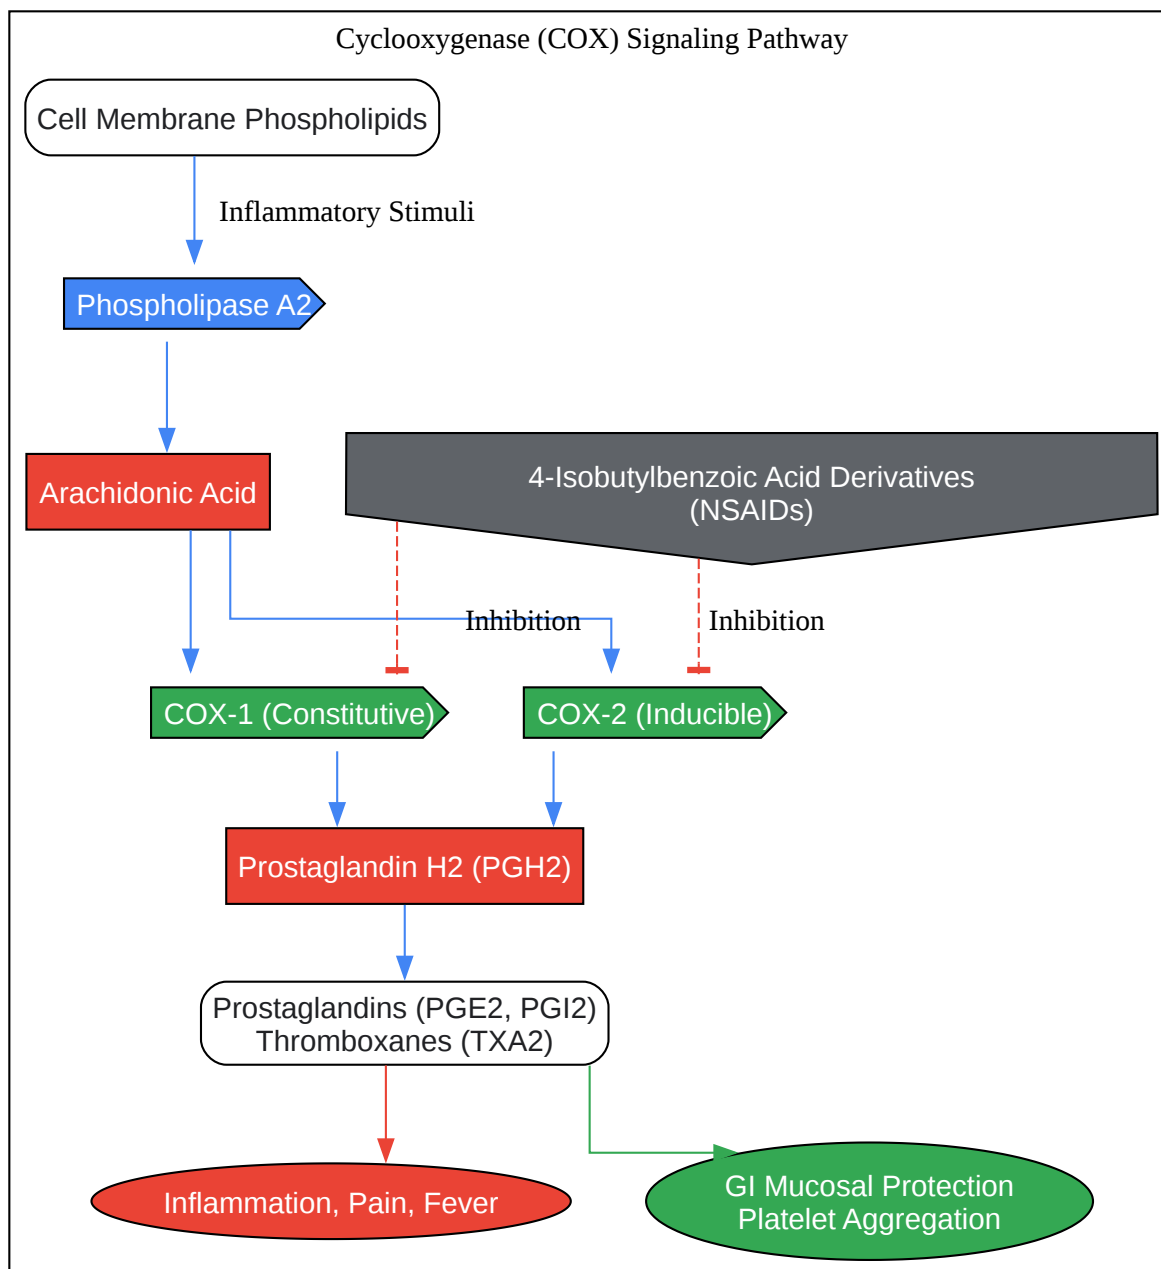 Cyclooxygenase (COX) Signaling Pathway
Cell Membrane Phospholipids
Inflammatory Stimuli
Phospholipase A2
Arachidonic Acid
4-Isobutylbenzoic Acid Derivatives
(NSAIDs)
Inhibition
Inhibition
COX-1 (Constitutive)
COX-2 (Inducible)
Prostaglandin H2 (PGH2)
Prostaglandins (PGE2, PGI2)
Thromboxanes (TXA2)
Inflammation, Pain, Fever
GI Mucosal Protection
Platelet Aggregation